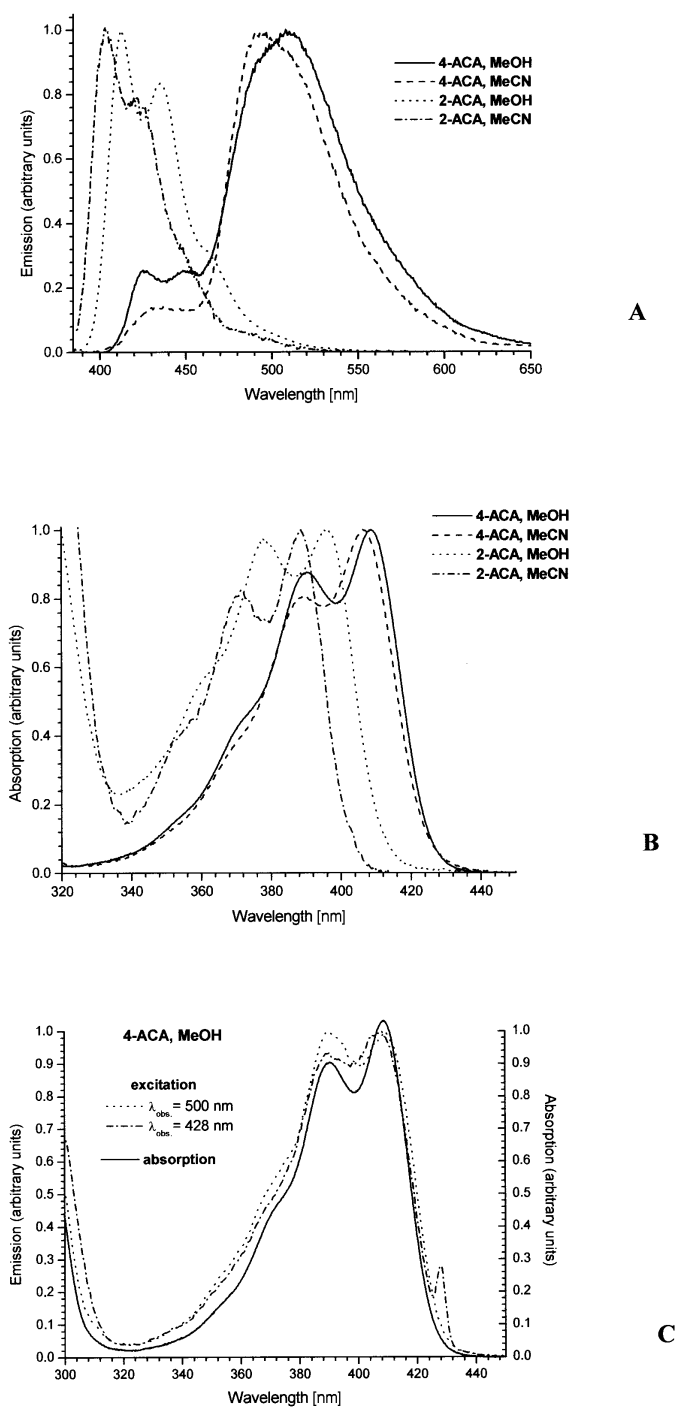 1.0
0.8
0.6
0.4
0.2
0.0
Emission (arbitrary units)
4-ACA, MeOH
4-ACA, MeCN
2-ACA, MeOH
2-ACA, MeCN
400
450
500
550
600
650
Wavelength [nm]
A
1.0
0.8
0.6
0.4
0.2
0.0
Absorption (arbitrary units)
4-ACA, MeOH
4-ACA, MeCN
2-ACA, MeOH
2-ACA, MeCN
320
340
360
380
400
420
440
Wavelength [nm]
B
1.0
0.9
0.8
0.7
0.6
0.5
0.4
0.3
0.2
0.1
0.0
Emission (arbitrary units)
4-ACA, MeOH
excitation
λobs. = 500 nm
λobs. = 428 nm
absorption
1.0
0.9
0.8
0.7
0.6
0.5
0.4
0.3
0.2
0.1
0.0
Absorption (arbitrary units)
300
320
340
360
380
400
420
440
Wavelength [nm]
C